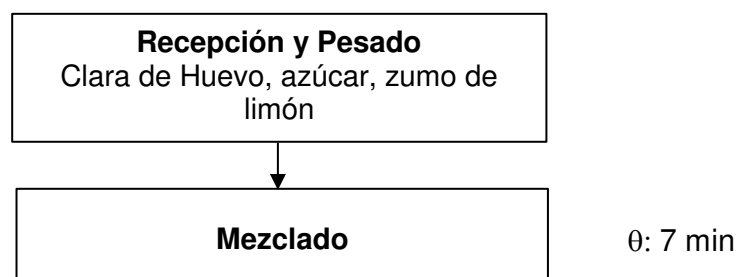 Recepción y Pesado
Clara de Huevo, azúcar, zumo de
limón
Mezclado
θ: 7 min